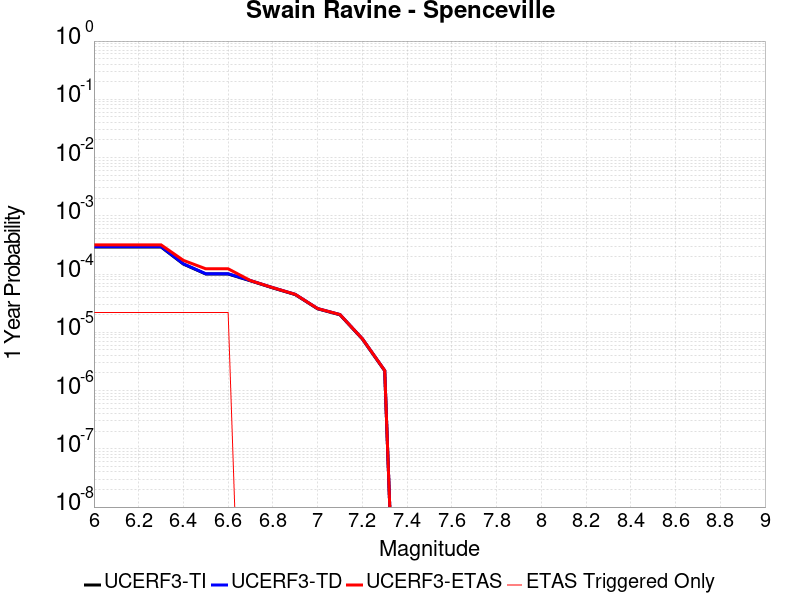 Swain Ravine - Spenceville
10^0
10^-1
10^-2
10^-3
10^-4
10^-5
10^-6
10^-7
10^-8
1 Year Probability
6 6.2 6.4 6.6 6.8 7 7.2 7.4 7.6 7.8 8 8.2 8.4 8.6 8.8 9
Magnitude
UCERF3-TI UCERF3-TD UCERF3-ETAS ETAS Triggered Only